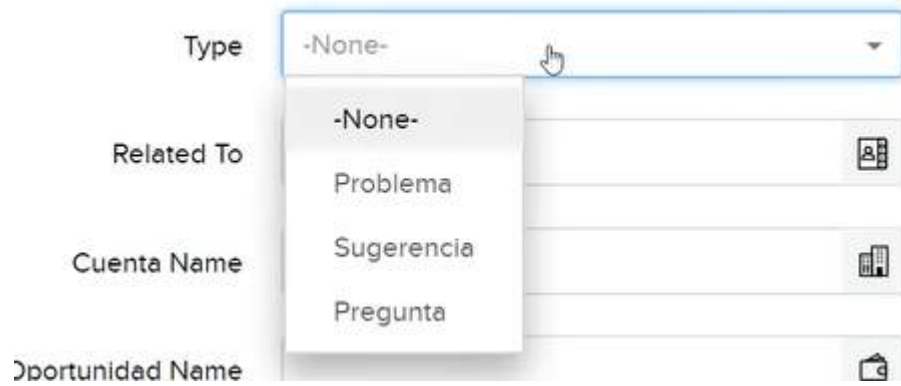 Type -None-
-None-
Related To
Problema
Sugerencia
Cuenta Name
Pregunta
Oportunidad Name